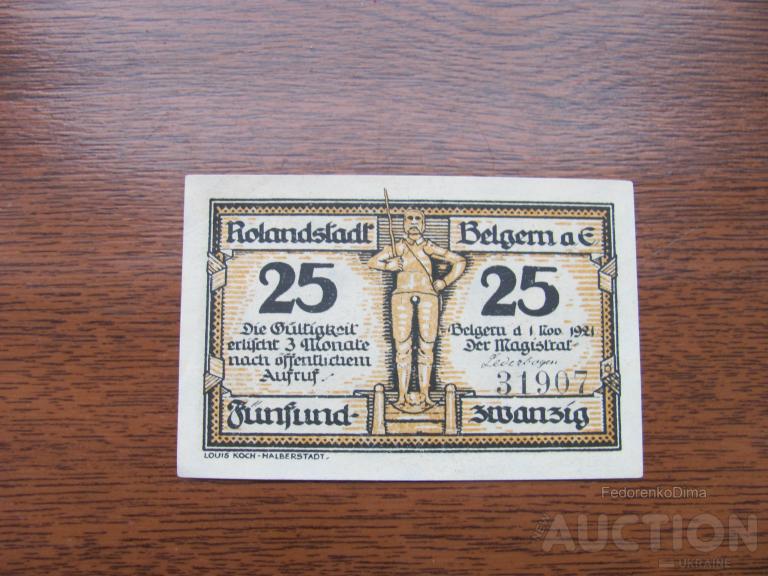 Rolandstadt Belgern a E
25 25
Die Gültigkeit
erlischt 3 Monate
nach öffentlichem
Aufruf.
Belgern d 1 Nov. 1921
Der Magistrat
Lederbogen
31907
Fünfund- zwanzig
LOUIS KOCH-HALBERSTADT.
FedorenkoDima
AUCTION
UKRAINE